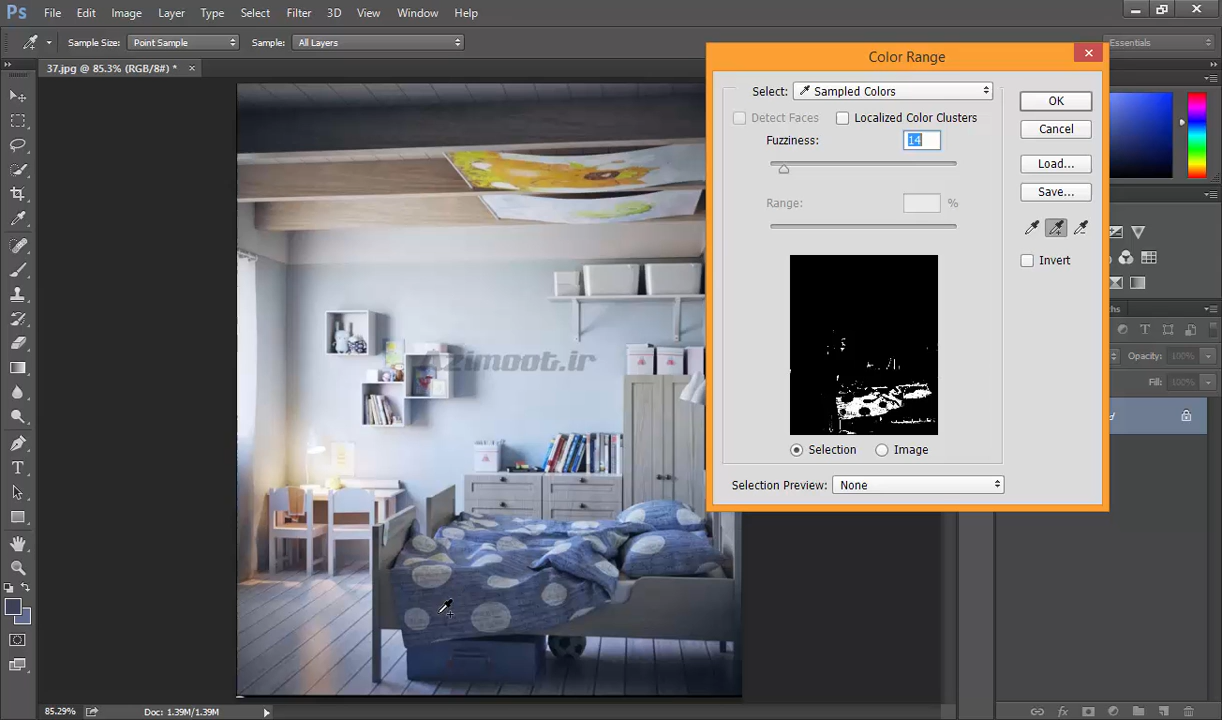 Ps File Edit Image Layer Type Select Filter 3D View Window Help
Sample Size: Point Sample Sample: All Layers Essentials
37.jpg @ 85.3% (RGB/8#) *
Color Range
Select: Sampled Colors
Detect Faces Localized Color Clusters
Fuzziness: 14
Range: %
Selection Image
Selection Preview: None
OK
Cancel
Load...
Save...
Invert
Opacity: 100%
Fill: 100%
Azimoot.ir
85.29% Doc: 1.39M/1.39M